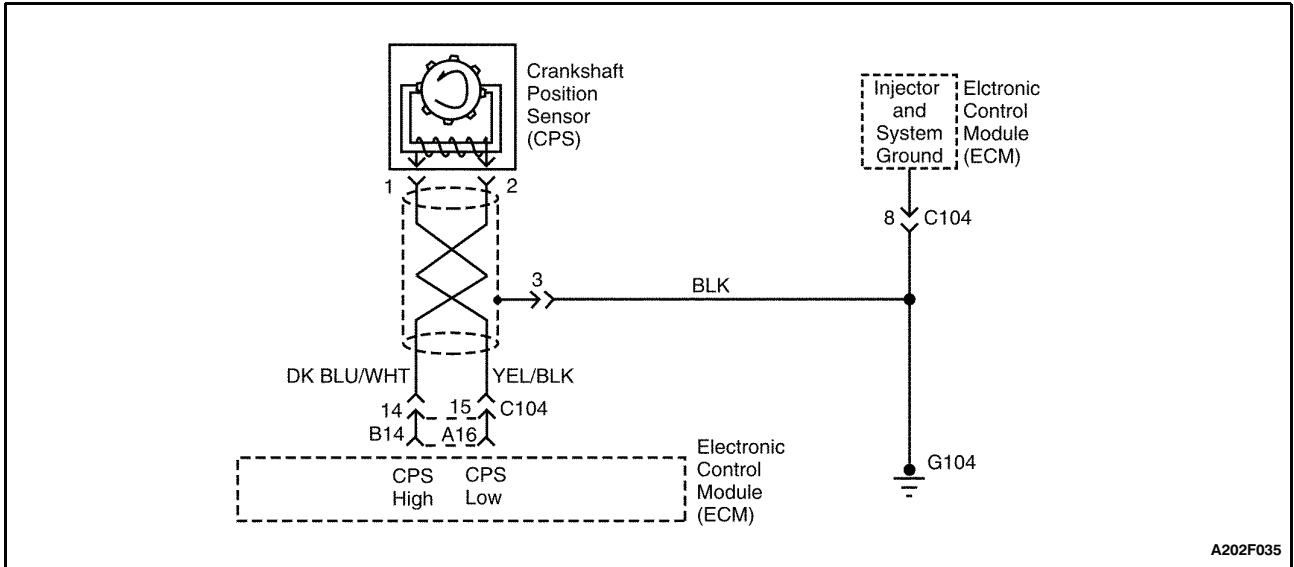 Crankshaft
Position
Sensor
(CPS)
Injector
and
System
Ground
Elctronic
Control
Module
(ECM)
1
2
8
C104
3
BLK
DK BLU/WHT
YEL/BLK
14
15
C104
B14
A16
CPS
High
CPS
Low
Electronic
Control
Module
(ECM)
G104
A202F035